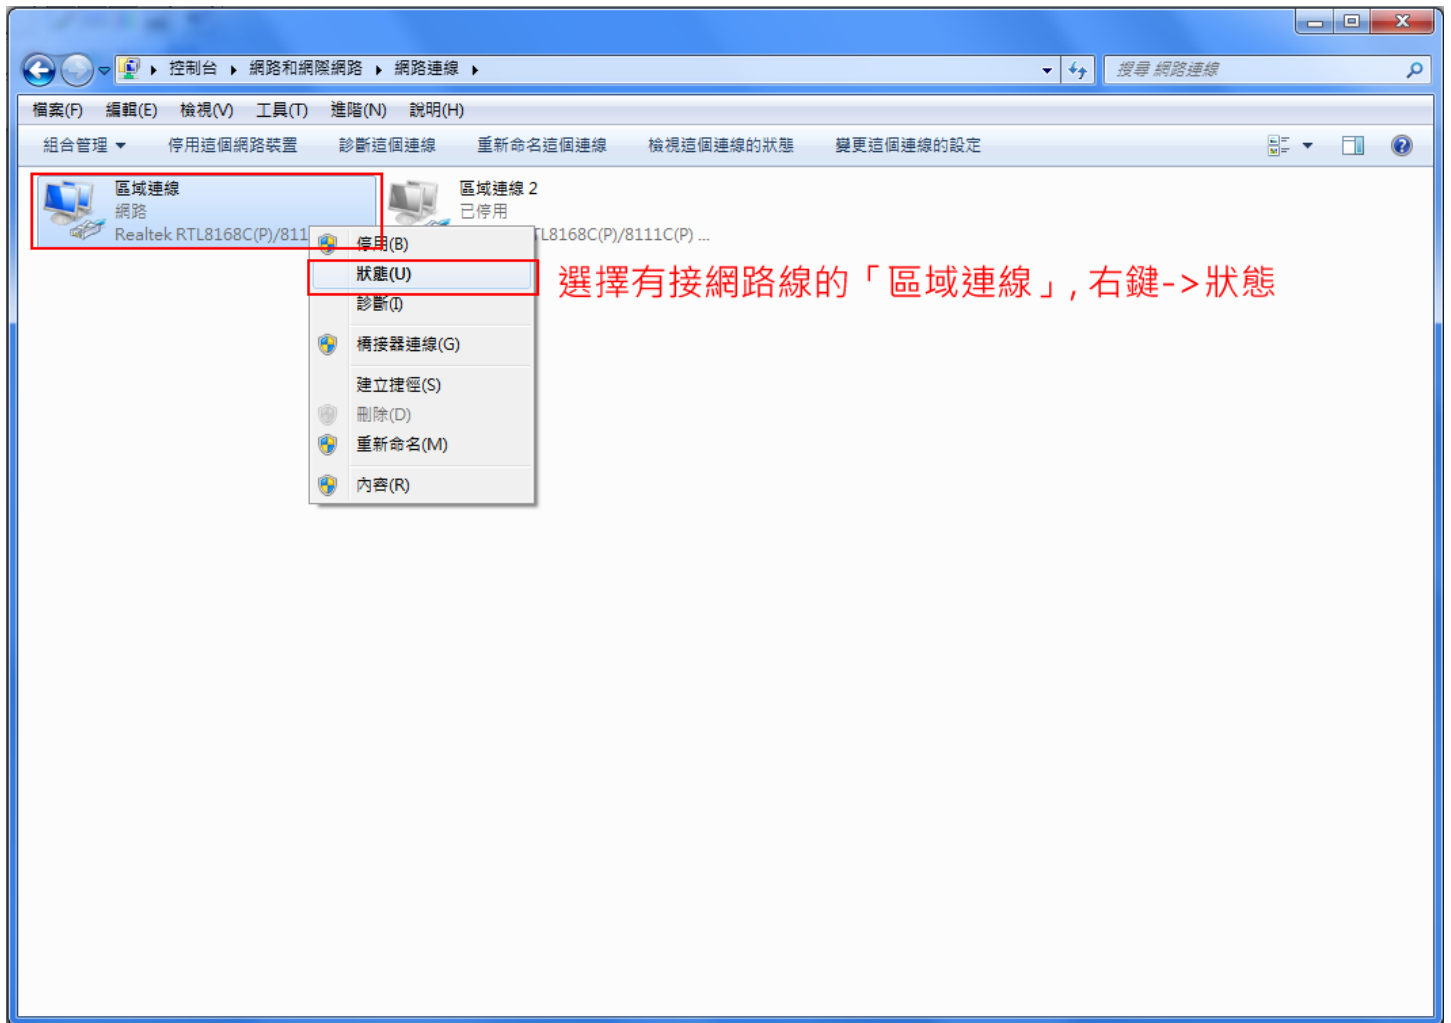 控制台 ▸ 網路和網際網路 ▸ 網路連線 ▸
搜尋 網路連線
檔案(F) 編輯(E) 檢視(V) 工具(T) 進階(N) 說明(H)
組合管理 停用這個網路裝置 診斷這個連線 重新命名這個連線 檢視這個連線的狀態 變更這個連線的設定
區域連線
網路
Realtek RTL8168C(P)/811
區域連線 2
已停用
TL8168C(P)/8111C(P) ...
停用(B)
狀態(U)
診斷(I)
橋接器連線(G)
建立捷徑(S)
刪除(D)
重新命名(M)
內容(R)
選擇有接網路線的「區域連線」, 右鍵->狀態